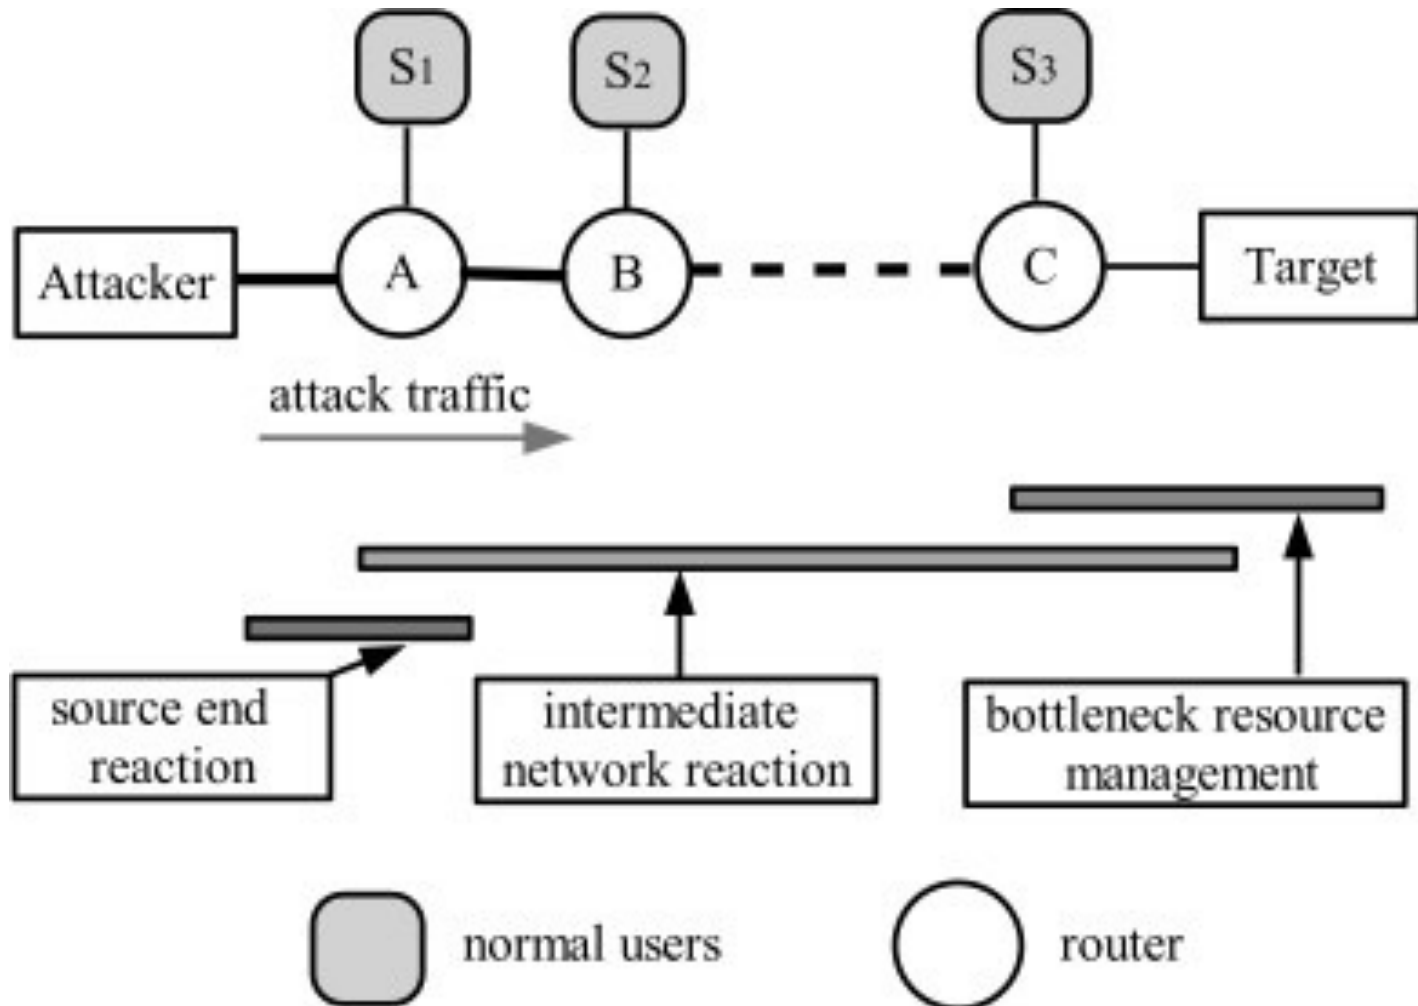 S1
S2
S3
Attacker
A
B
C
Target
attack traffic
source end
reaction
intermediate
network reaction
bottleneck resource
management
normal users
router